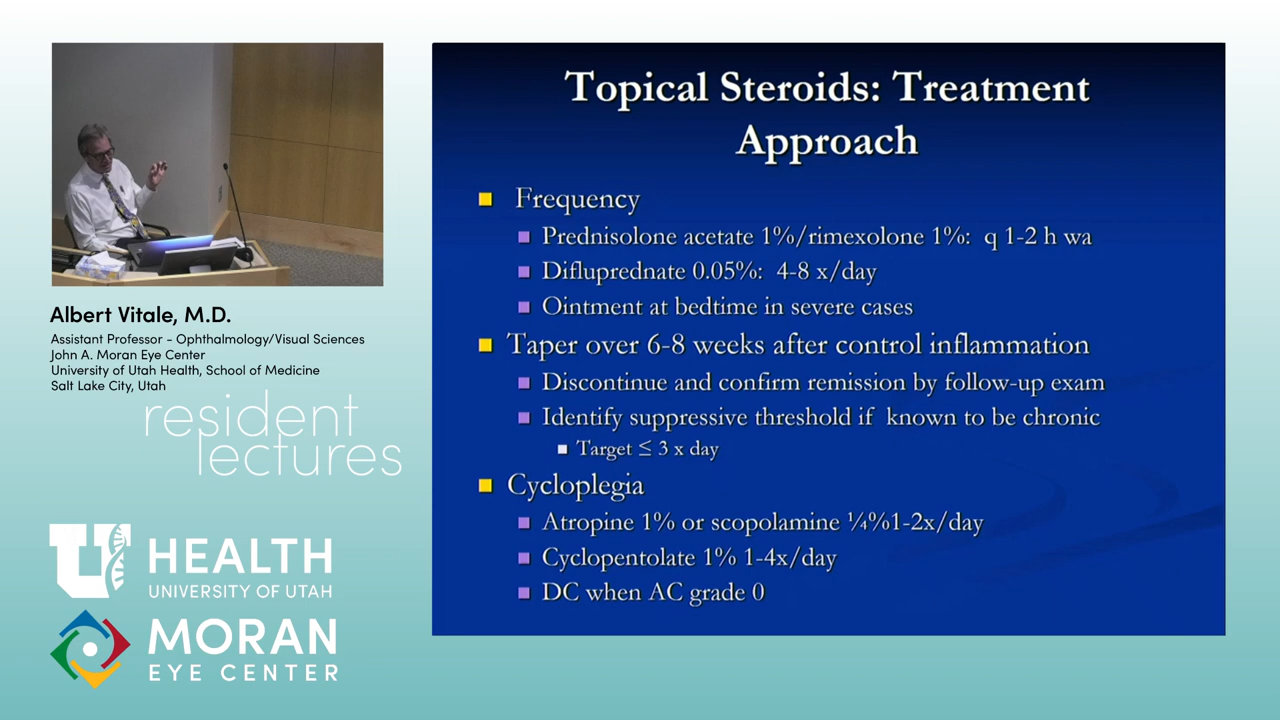 Topical Steroids: Treatment
Approach
Frequency
Prednisolone acetate 1%/rimexolone 1%: q 1-2 h wa
Difluprednate 0.05%: 4-8 x/day
Ointment at bedtime in severe cases
Taper over 6-8 weeks after control inflammation
Discontinue and confirm remission by follow-up exam
Identify suppressive threshold if known to be chronic
Target ≤ 3 x day
Cycloplegia
Atropine 1% or scopolamine ¼%1-2x/day
Cyclopentolate 1% 1-4x/day
DC when AC grade 0
Albert Vitale, M.D.
Assistant Professor - Ophthalmology/Visual Sciences
John A. Moran Eye Center
University of Utah Health, School of Medicine
Salt Lake City, Utah
resident
lectures
U HEALTH
UNIVERSITY OF UTAH
MORAN
EYE CENTER